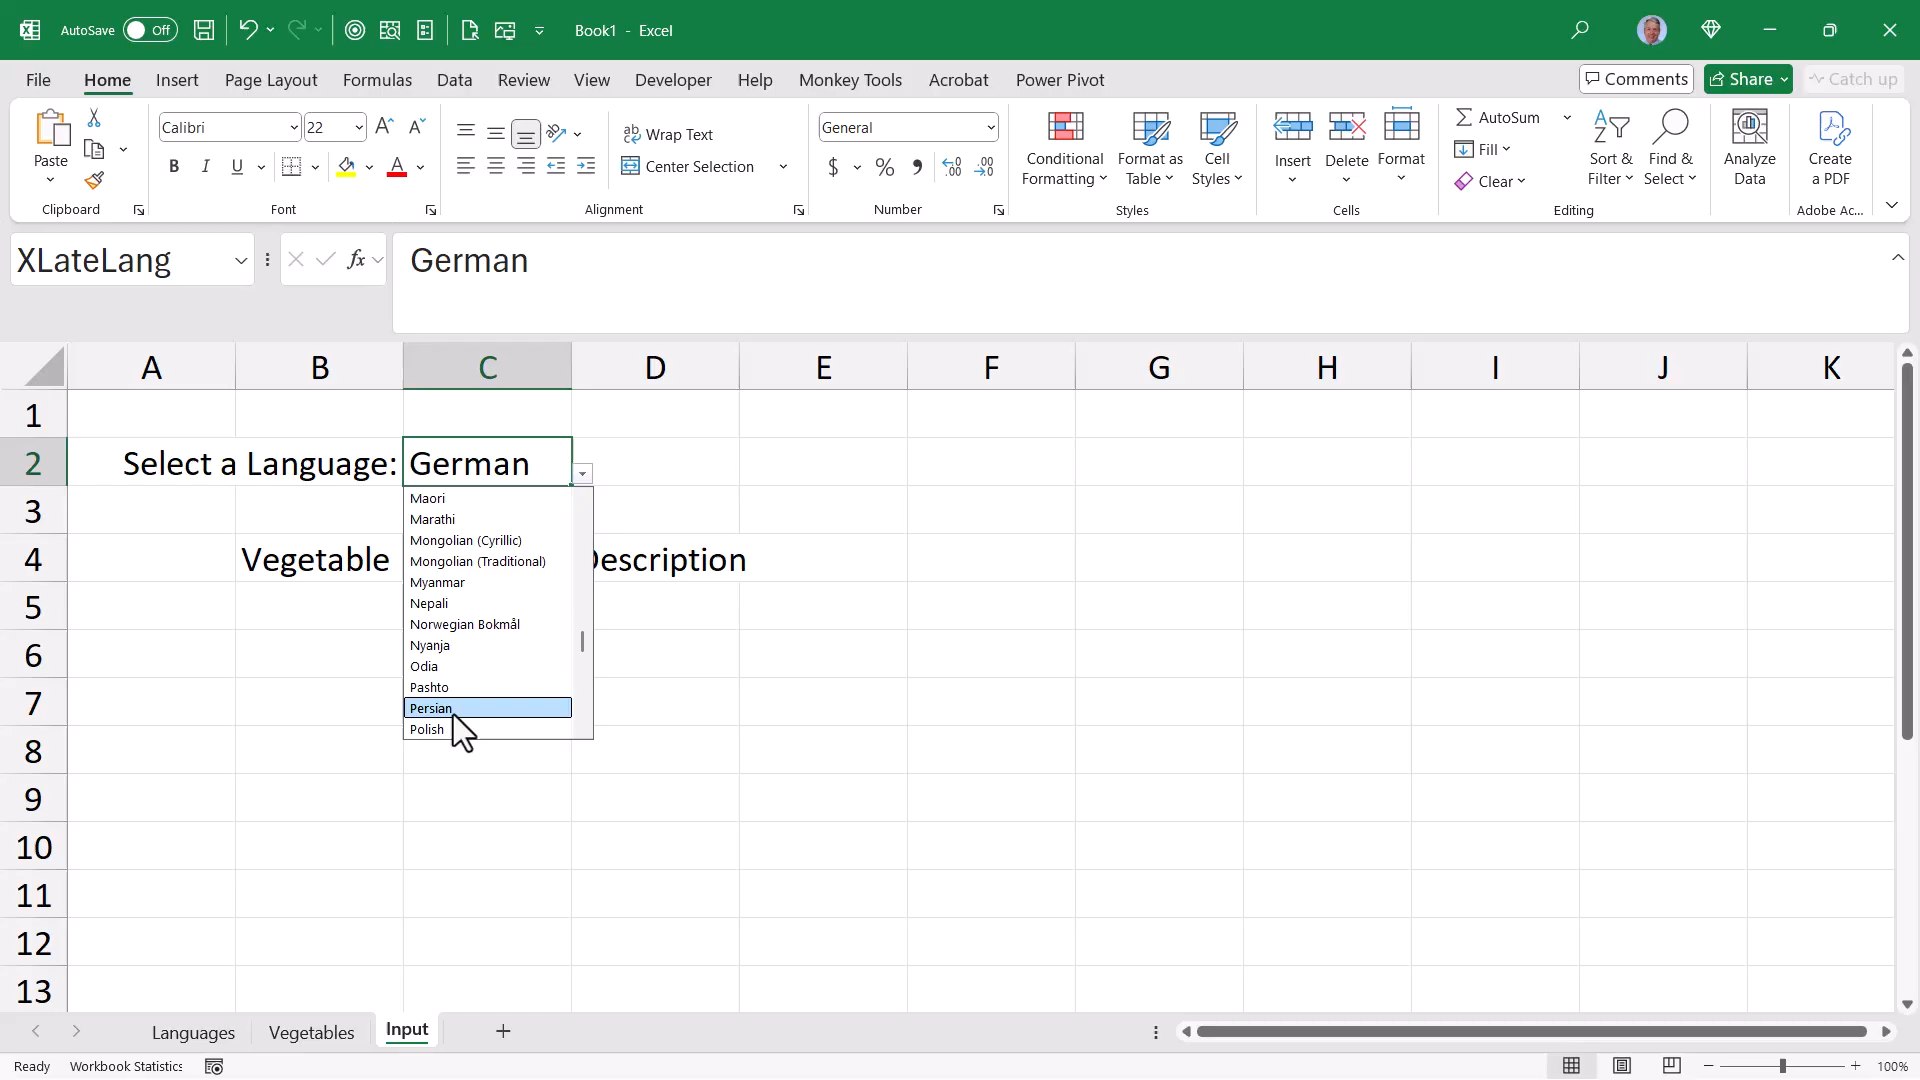 AutoSave Off Book1 - Excel
File Home Insert Page Layout Formulas Data Review View Developer Help Monkey Tools Acrobat Power Pivot Comments Share Catch up
Paste
Clipboard
Calibri 22
B I U A
Font
Wrap Text
Center Selection
Alignment
General
$ % 9
Number
Conditional Formatting
Format as Table
Cell Styles
Styles
Insert Delete Format
Cells
AutoSum
Fill
Clear
Sort & Filter
Find & Select
Editing
Analyze Data
Create a PDF
Adobe Ac...
XLateLang fx German
A B C D E F G H I J K
1
2 Select a Language: German
3
4 Vegetable Description
5
6
7
8
9
10
11
12
13
Maori
Marathi
Mongolian (Cyrillic)
Mongolian (Traditional)
Myanmar
Nepali
Norwegian Bokmål
Nyanja
Odia
Pashto
Persian
Polish
Languages Vegetables Input
Ready Workbook Statistics 100%